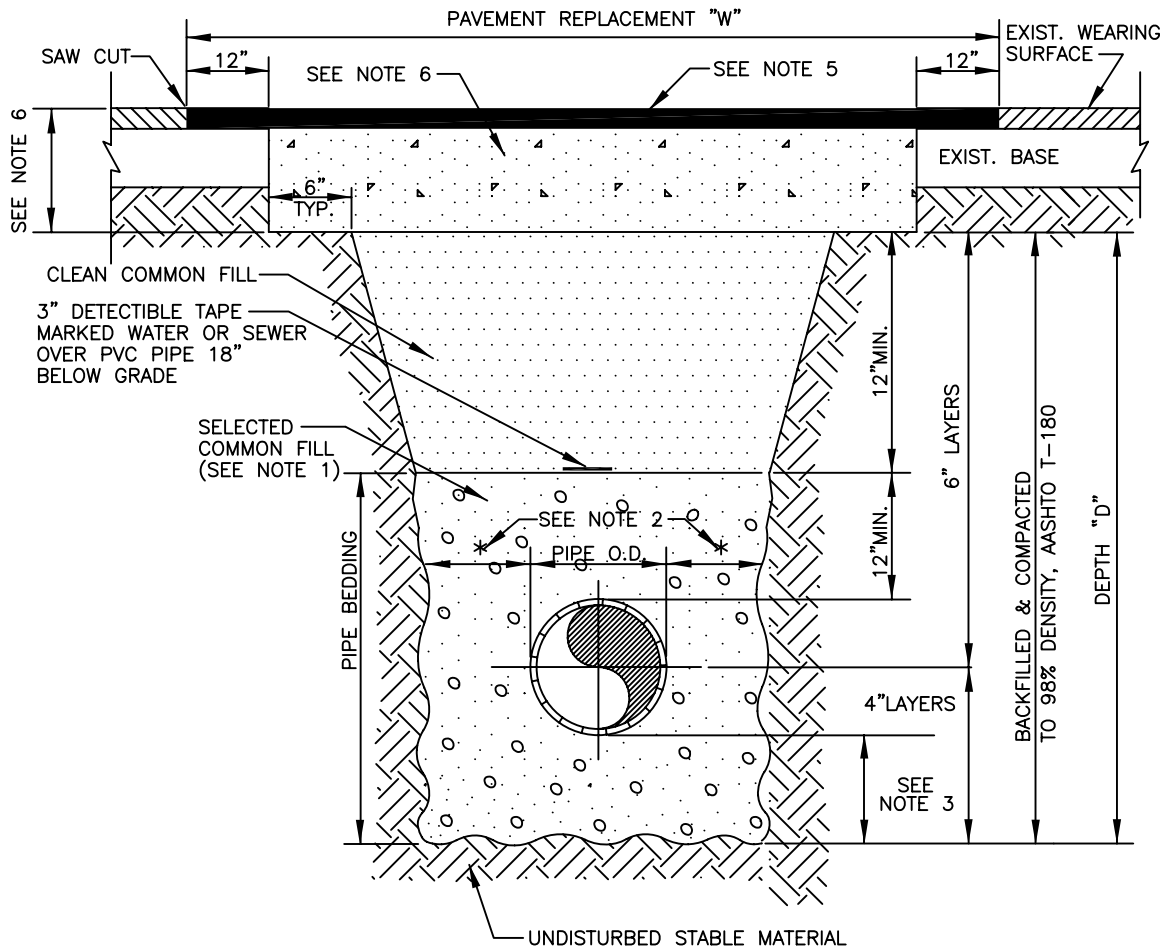 PAVEMENT REPLACEMENT "W"
EXIST. WEARING
SURFACE
SAW CUT
12"
SEE NOTE 6
SEE NOTE 5
12"
SEE NOTE 6
EXIST. BASE
6"
TYP.
CLEAN COMMON FILL
3" DETECTIBLE TAPE
MARKED WATER OR SEWER
OVER PVC PIPE 18"
BELOW GRADE
12"MIN.
6" LAYERS
BACKFILLED & COMPACTED
TO 98% DENSITY, AASHTO T-180
DEPTH "D"
SELECTED
COMMON FILL
(SEE NOTE 1)
SEE NOTE 2
* *
PIPE O.D.
12"MIN.
PIPE BEDDING
4"LAYERS
SEE
NOTE 3
UNDISTURBED STABLE MATERIAL